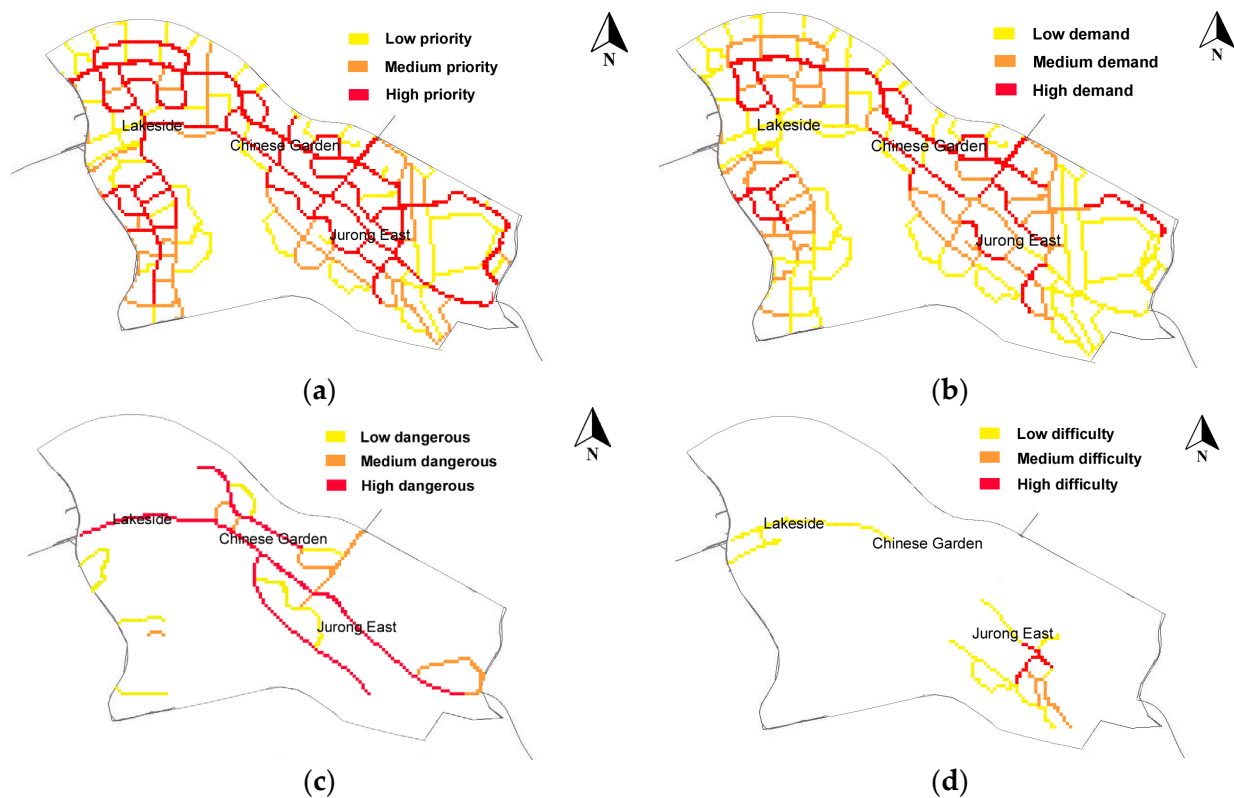 Low priority
Medium priority
High priority
N
Lakeside
Chinese Garden
Jurong East
(a)
Low demand
Medium demand
High demand
N
Lakeside
Chinese Garden
Jurong East
(b)
Low dangerous
Medium dangerous
High dangerous
N
Lakeside
Chinese Garden
Jurong East
(c)
Low difficulty
Medium difficulty
High difficulty
N
Lakeside
Chinese Garden
Jurong East
(d)